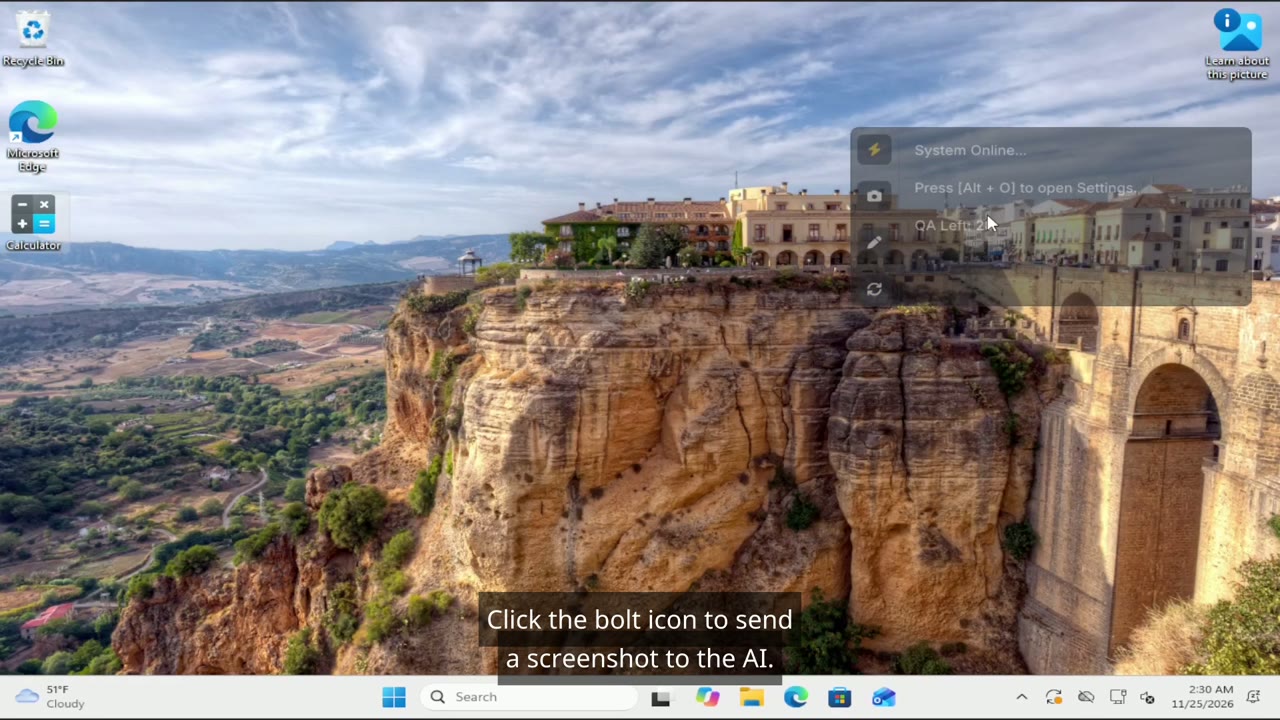 Recycle Bin
Microsoft
Edge
Calculator
Learn about
this picture
System Online...
Press [Alt + O] to open Settings.
QA Left: 2
Click the bolt icon to send
a screenshot to the AI.
51°F
Cloudy
Search
2:30 AM
11/25/2026